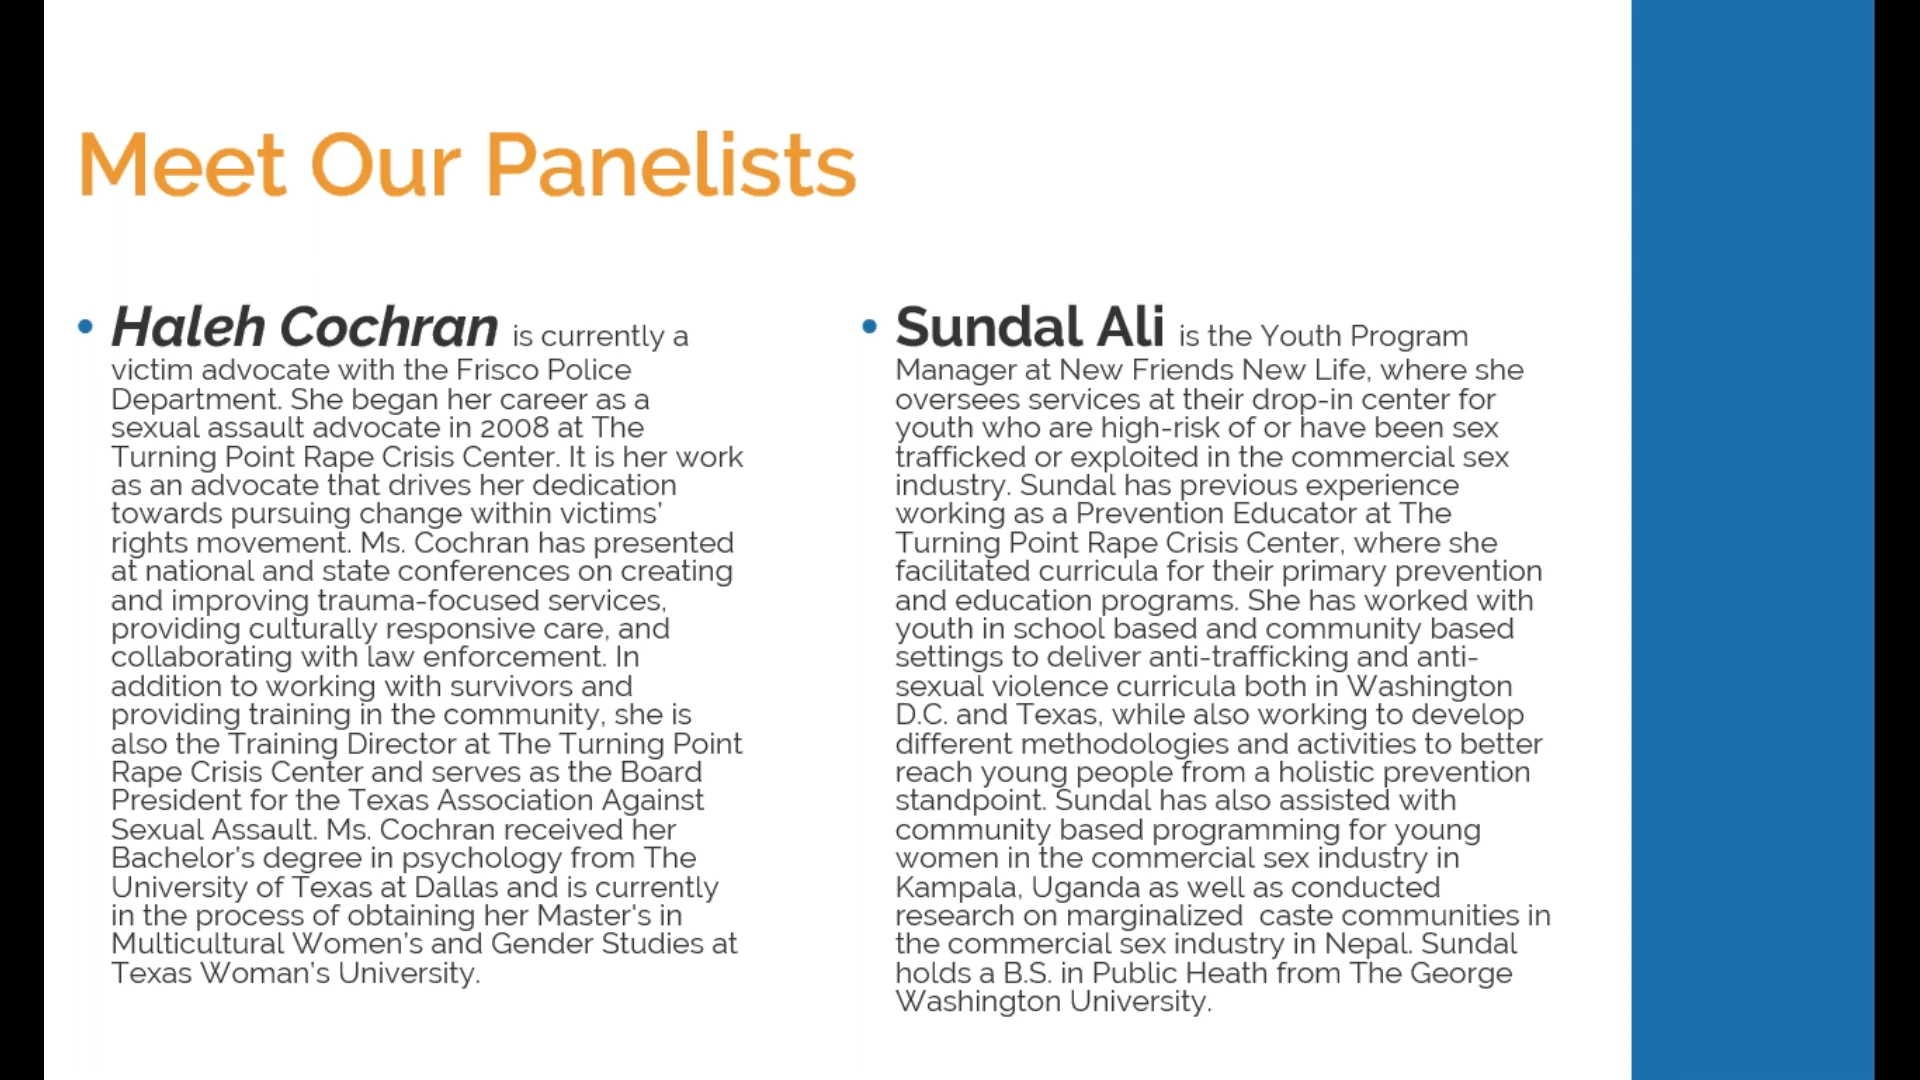 Meet Our Panelists
• Haleh Cochran is currently a
victim advocate with the Frisco Police
Department. She began her career as a
sexual assault advocate in 2008 at The
Turning Point Rape Crisis Center. It is her work
as an advocate that drives her dedication
towards pursuing change within victims’
rights movement. Ms. Cochran has presented
at national and state conferences on creating
and improving trauma-focused services,
providing culturally responsive care, and
collaborating with law enforcement. In
addition to working with survivors and
providing training in the community, she is
also the Training Director at The Turning Point
Rape Crisis Center and serves as the Board
President for the Texas Association Against
Sexual Assault. Ms. Cochran received her
Bachelor’s degree in psychology from The
University of Texas at Dallas and is currently
in the process of obtaining her Master's in
Multicultural Women’s and Gender Studies at
Texas Woman’s University.
• Sundal Ali is the Youth Program
Manager at New Friends New Life, where she
oversees services at their drop-in center for
youth who are high-risk of or have been sex
trafficked or exploited in the commercial sex
industry. Sundal has previous experience
working as a Prevention Educator at The
Turning Point Rape Crisis Center, where she
facilitated curricula for their primary prevention
and education programs. She has worked with
youth in school based and community based
settings to deliver anti-trafficking and anti-
sexual violence curricula both in Washington
D.C. and Texas, while also working to develop
different methodologies and activities to better
reach young people from a holistic prevention
standpoint. Sundal has also assisted with
community based programming for young
women in the commercial sex industry in
Kampala, Uganda as well as conducted
research on marginalized  caste communities in
the commercial sex industry in Nepal. Sundal
holds a B.S. in Public Heath from The George
Washington University.